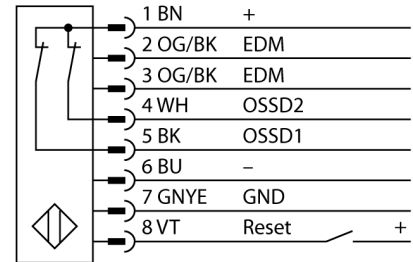 1 BN +
2 OG/BK EDM
3 OG/BK EDM
4 WH OSSD2
5 BK OSSD1
6 BU –
7 GNYE GND
8 VT Reset +